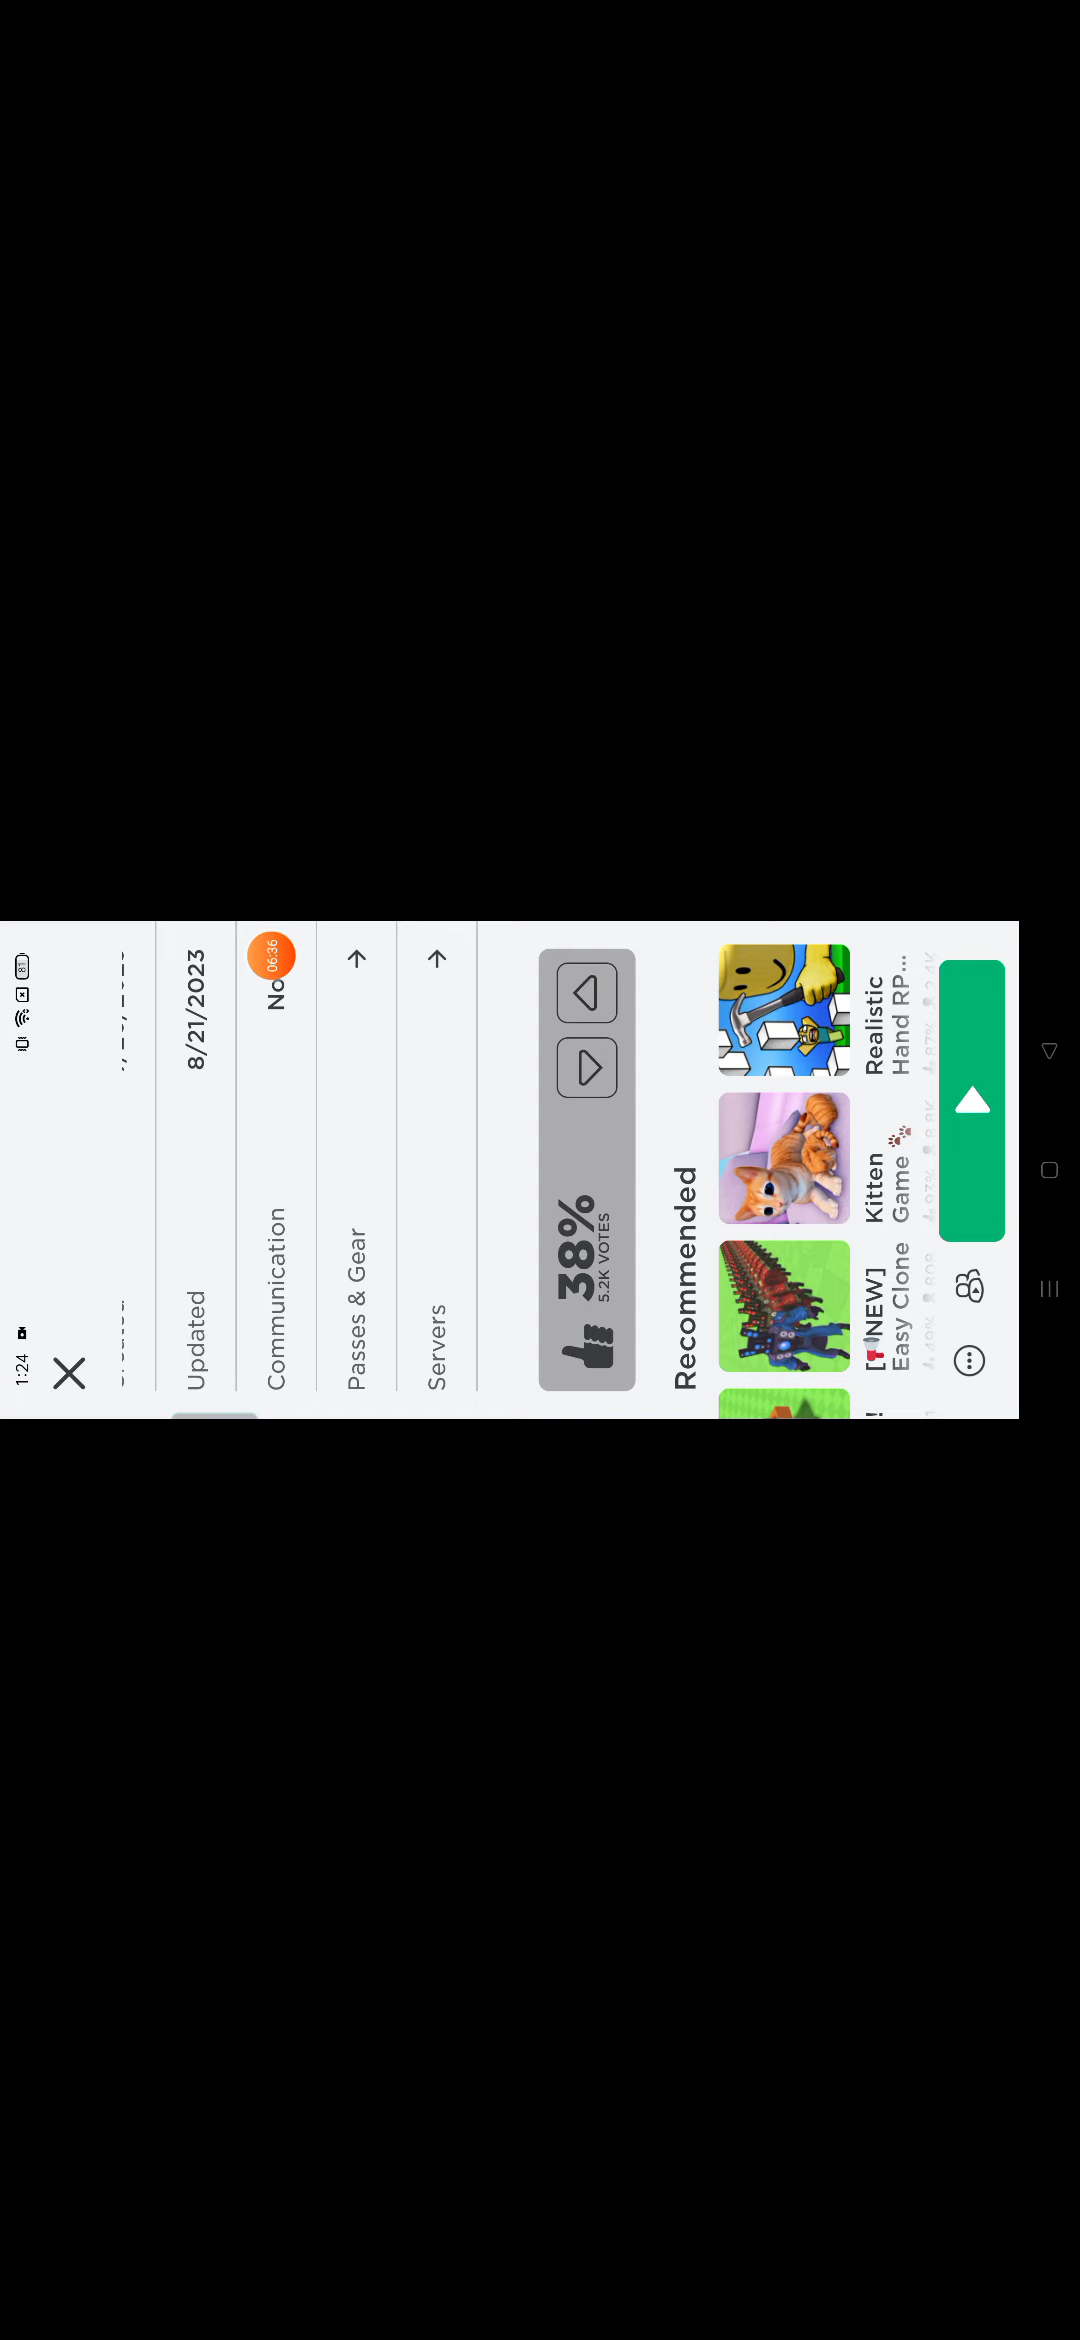 1:24
81
Updated
8/21/2023
Communication
No
06:36
Passes & Gear
Servers
38%
5.2K VOTES
Recommended
[📢NEW]
Easy Clone
Kitten
Game 🐾
Realistic
Hand RP...